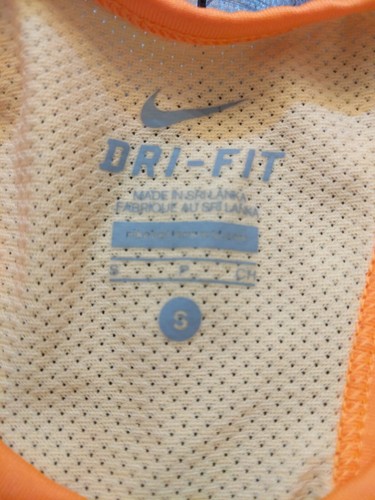 DRI-FIT
MADE IN SRI LANKA
FABRIQUÉ AU SRI LANKA
S P CH
S